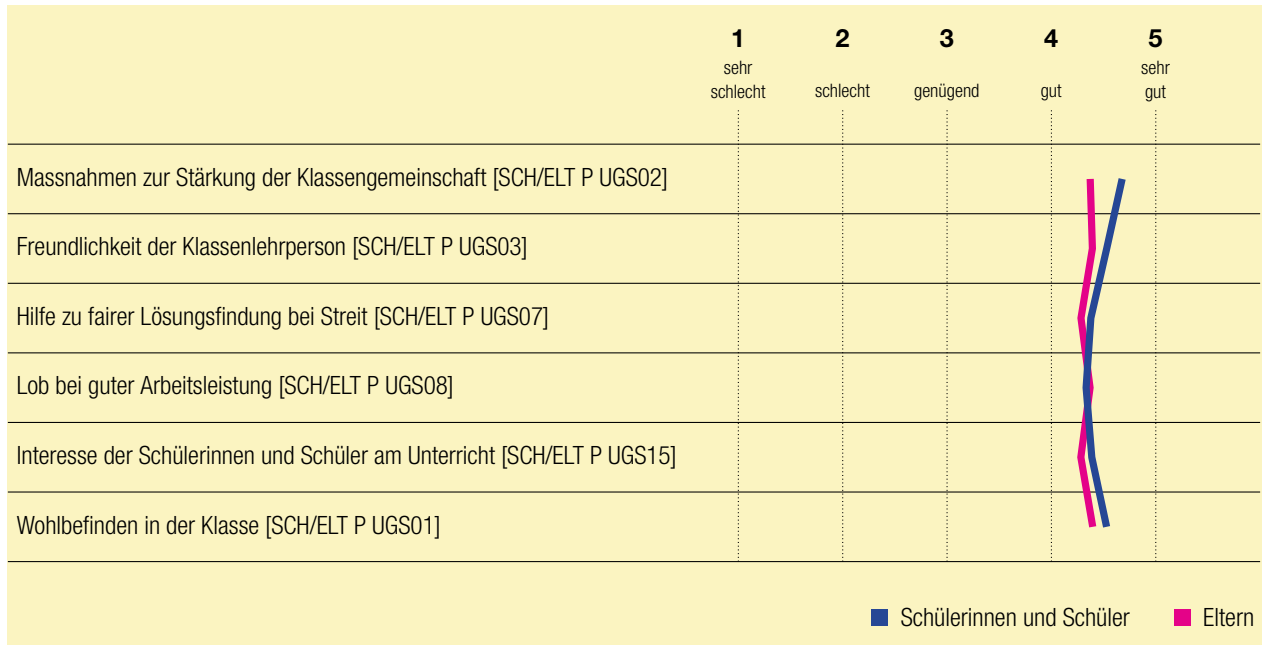 1 2 3 4 5
sehr schlecht schlecht genügend gut sehr gut
Massnahmen zur Stärkung der Klassengemeinschaft [SCH/ELT P UGS02]
Freundlichkeit der Klassenlehrperson [SCH/ELT P UGS03]
Hilfe zu fairer Lösungsfindung bei Streit [SCH/ELT P UGS07]
Lob bei guter Arbeitsleistung [SCH/ELT P UGS08]
Interesse der Schülerinnen und Schüler am Unterricht [SCH/ELT P UGS15]
Wohlbefinden in der Klasse [SCH/ELT P UGS01]
Schülerinnen und Schüler Eltern